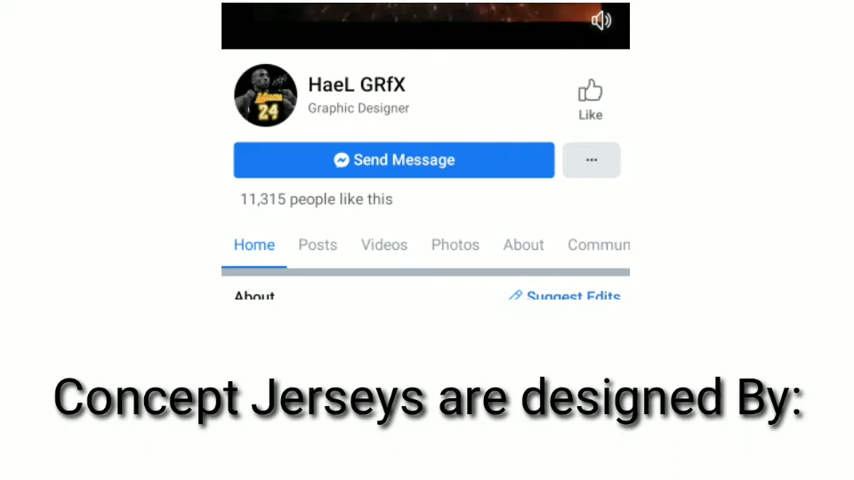 HaeL GRfX
Graphic Designer
Like
Send Message
...
11,315 people like this
Home Posts Videos Photos About Commun
About Suggest Edits
Concept Jerseys are designed By:
24